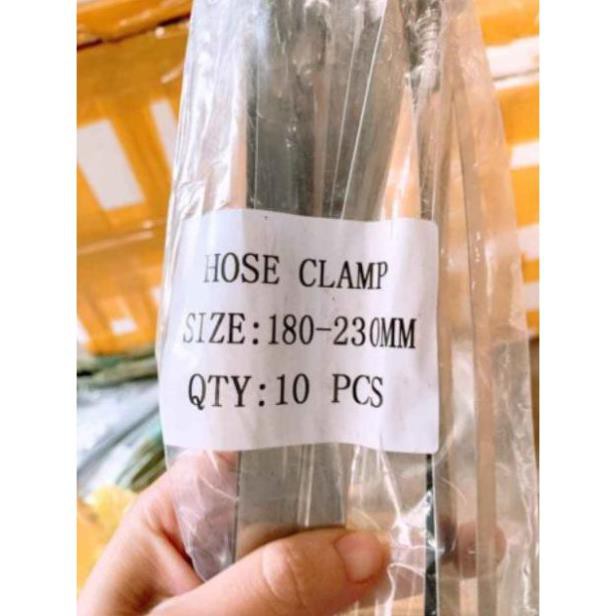 HOSE CLAMP
SIZE:180-230MM
QTY:10 PCS